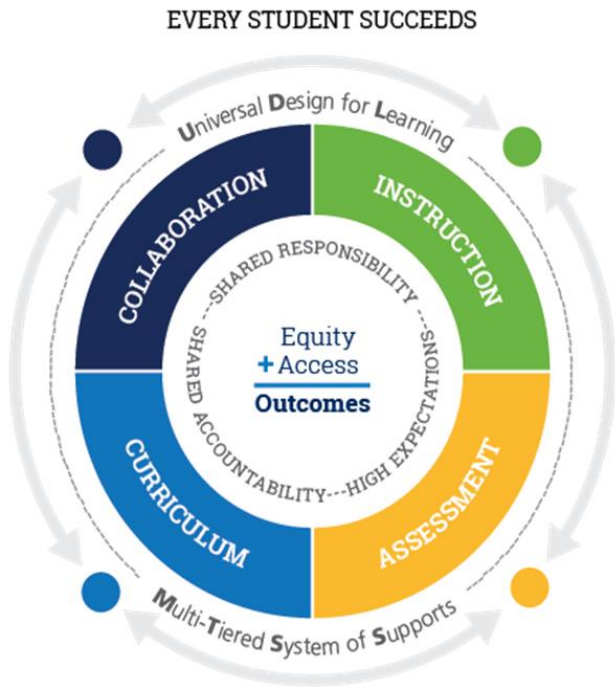 EVERY STUDENT SUCCEEDS
Universal Design for Learning
COLLABORATION
INSTRUCTION
SHARED RESPONSIBILITY ---HIGH EXPECTATIONS---SHARED ACCOUNTABILITY---
Equity
+Access
Outcomes
CURRICULUM
ASSESSMENT
Multi-Tiered System of Supports